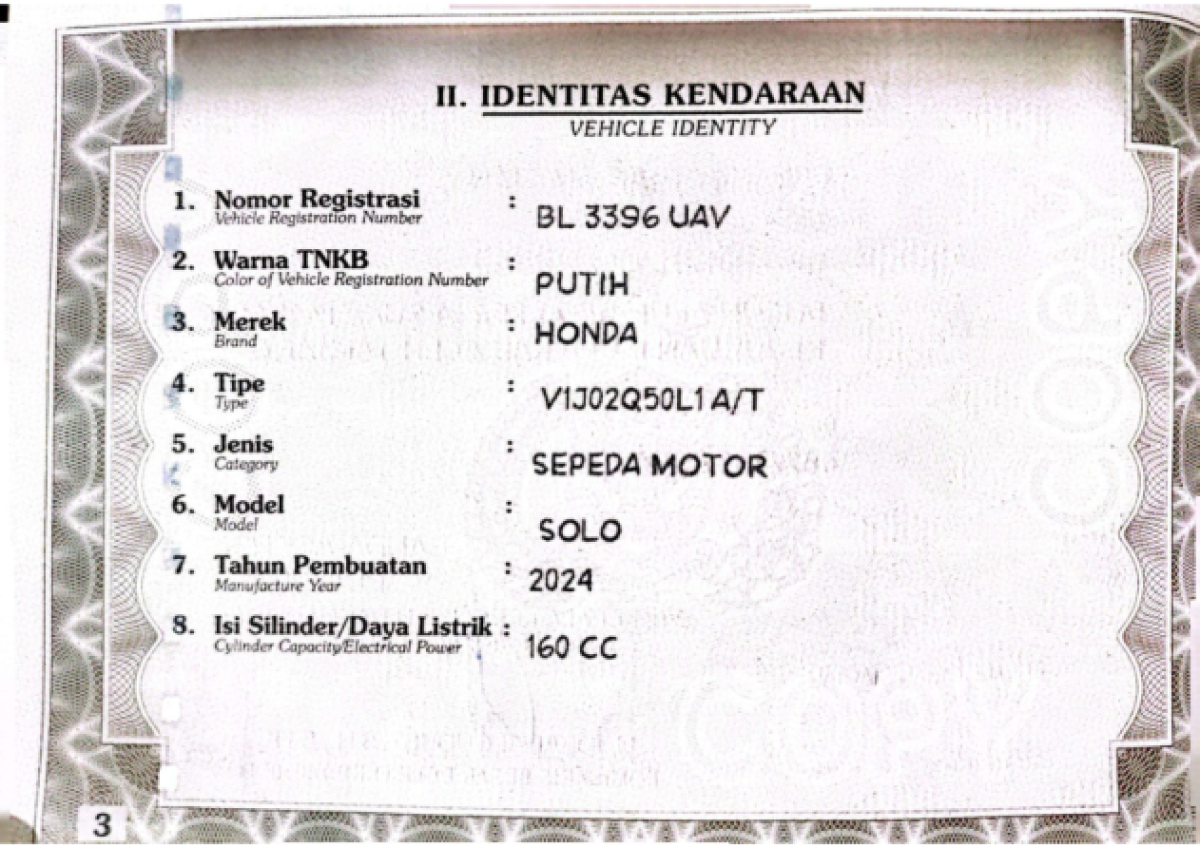 II. IDENTITAS KENDARAAN
VEHICLE IDENTITY
1. Nomor Registrasi : BL 3396 UAV
Vehicle Registration Number
2. Warna TNKB : PUTIH
Color of Vehicle Registration Number
3. Merek : HONDA
Brand
4. Tipe : V1J02Q50L1 A/T
Type
5. Jenis : SEPEDA MOTOR
Category
6. Model : SOLO
Model
7. Tahun Pembuatan : 2024
Manufacture Year
8. Isi Silinder/Daya Listrik : 160 CC
Cylinder Capacity/Electrical Power
COPY
COPY
3